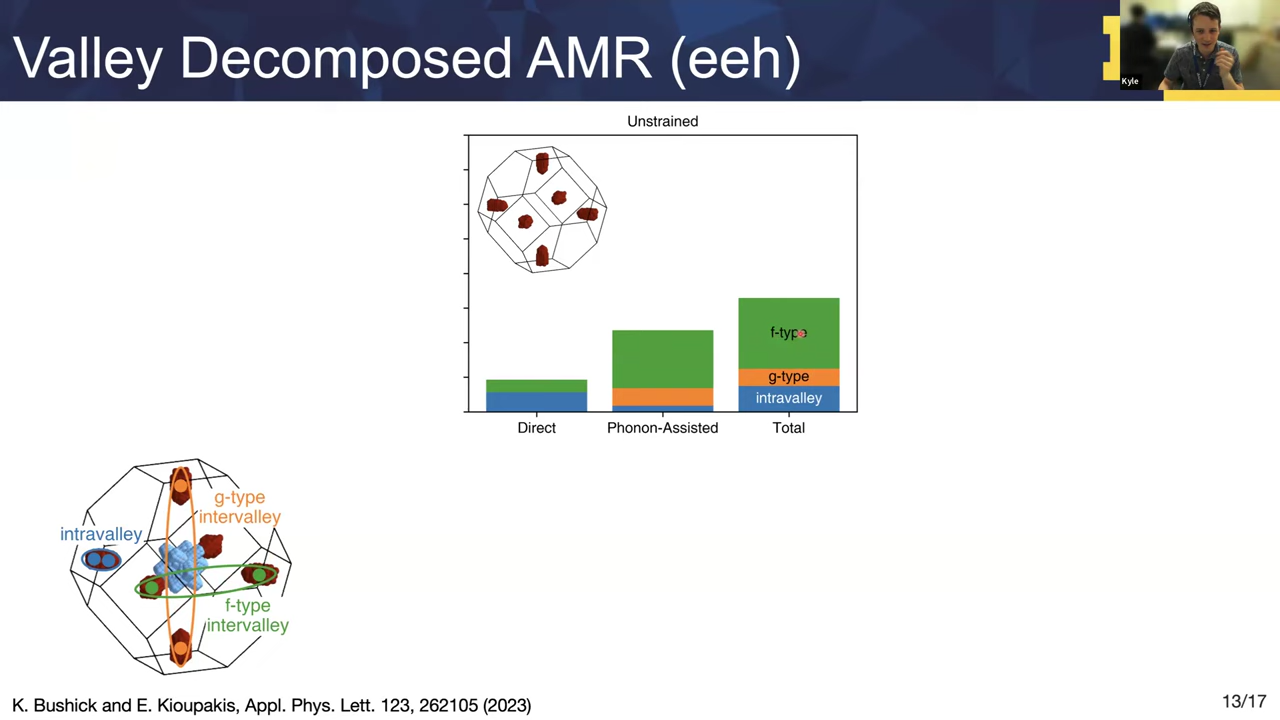 Valley Decomposed AMR (eeh)
Kyle
Unstrained
f-type
g-type
intravalley
Direct
Phonon-Assisted
Total
g-type
intervalley
intravalley
f-type
intervalley
K. Bushick and E. Kioupakis, Appl. Phys. Lett. 123, 262105 (2023)
13/17